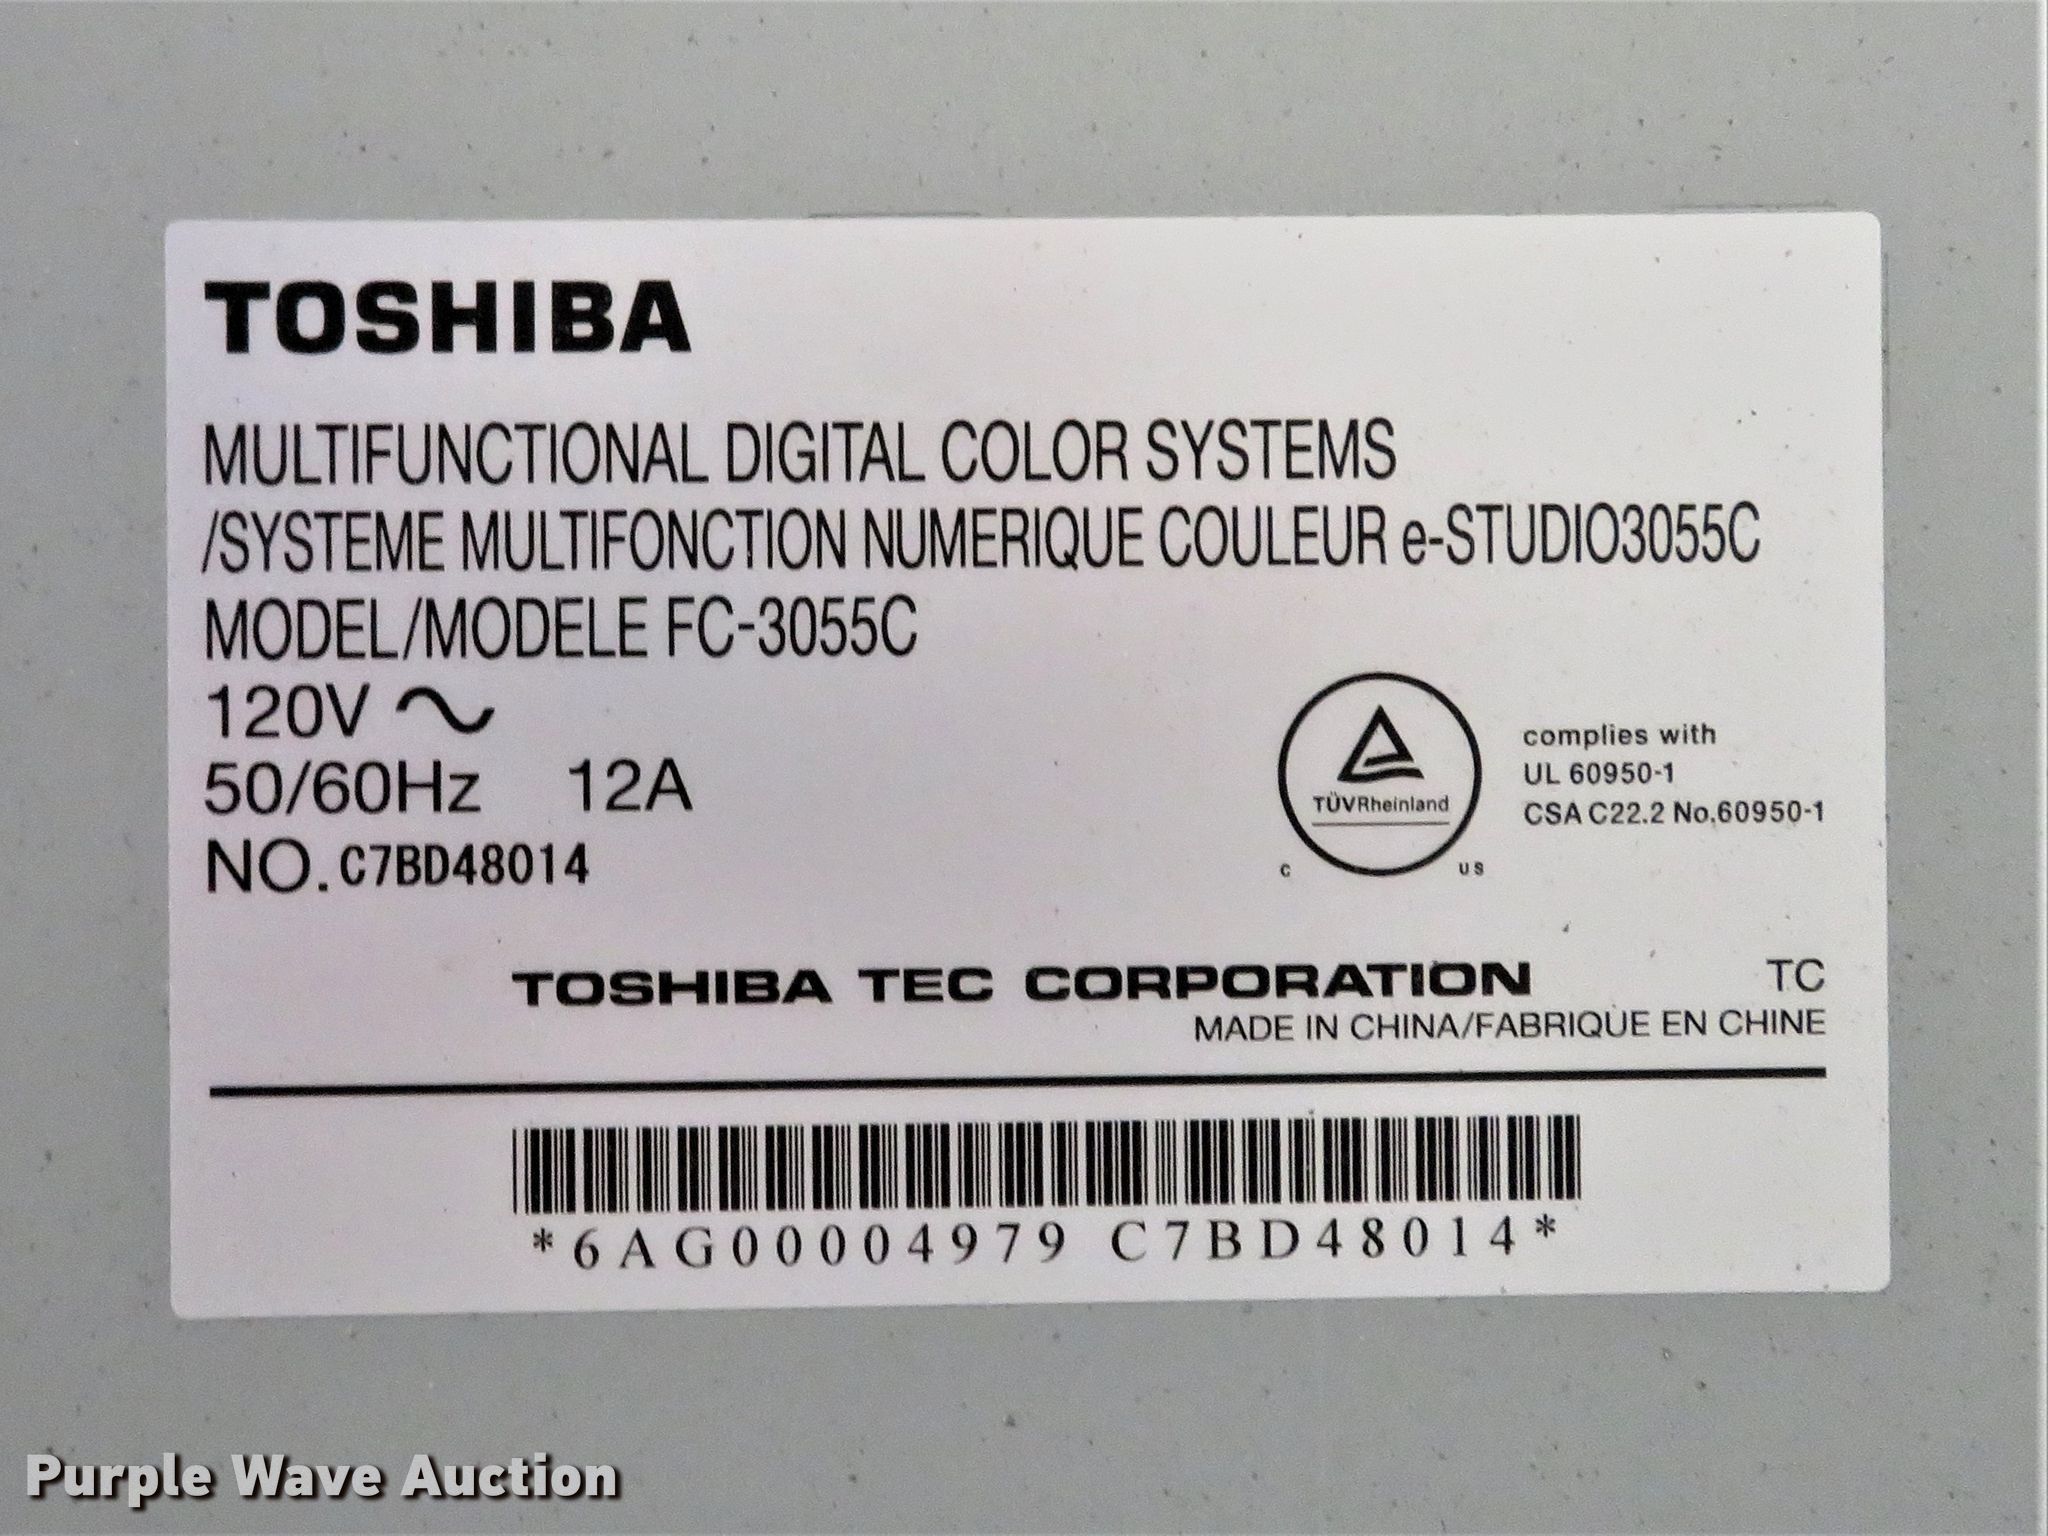 TOSHIBA
MULTIFUNCTIONAL DIGITAL COLOR SYSTEMS
/SYSTEME MULTIFONCTION NUMERIQUE COULEUR e-STUDIO3055C
MODEL/MODELE FC-3055C
120V ~
50/60Hz 12A
NO. C7BD48014
TÜVRheinland
C US
complies with
UL 60950-1
CSA C22.2 No.60950-1
TOSHIBA TEC CORPORATION TC
MADE IN CHINA/FABRIQUE EN CHINE
*6AG00004979 C7BD48014*
Purple Wave Auction